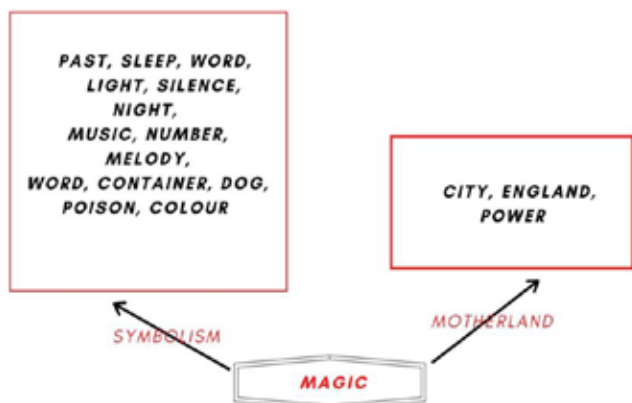 PAST, SLEEP, WORD,
LIGHT, SILENCE,
NIGHT,
MUSIC, NUMBER,
MELODY,
WORD, CONTAINER, DOG,
POISON, COLOUR
CITY, ENGLAND,
POWER
SYMBOLISM
MOTHERLAND
MAGIC